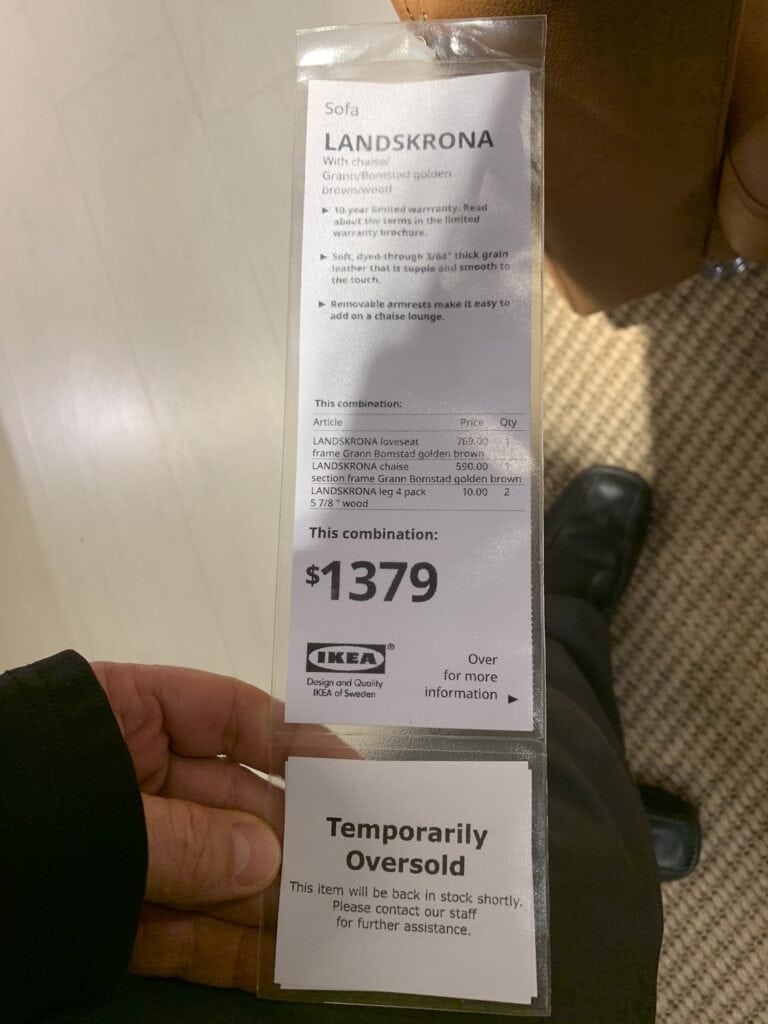 Sofa
LANDSKRONA
With chaise/
Grann/Bomstad golden
brown/wood
▶ 10-year limited warrranty. Read
about the terms in the limited
warranty brochure.
▶ Soft, dyed-through 3/64" thick grain
leather that is supple and smooth to
the touch.
▶ Removable armrests make it easy to
add on a chaise lounge.
This combination:
Article Price Qty
LANDSKRONA loveseat 769.00 1
frame Grann Bomstad golden brown
LANDSKRONA chaise 590.00 1
section frame Grann Bomstad golden brown
LANDSKRONA leg 4 pack 10.00 2
5 7/8 " wood
This combination:
$1379
IKEA®
Design and Quality
IKEA of Sweden
Over
for more
information ▶
Temporarily
Oversold
This item will be back in stock shortly.
Please contact our staff
for further assistance.